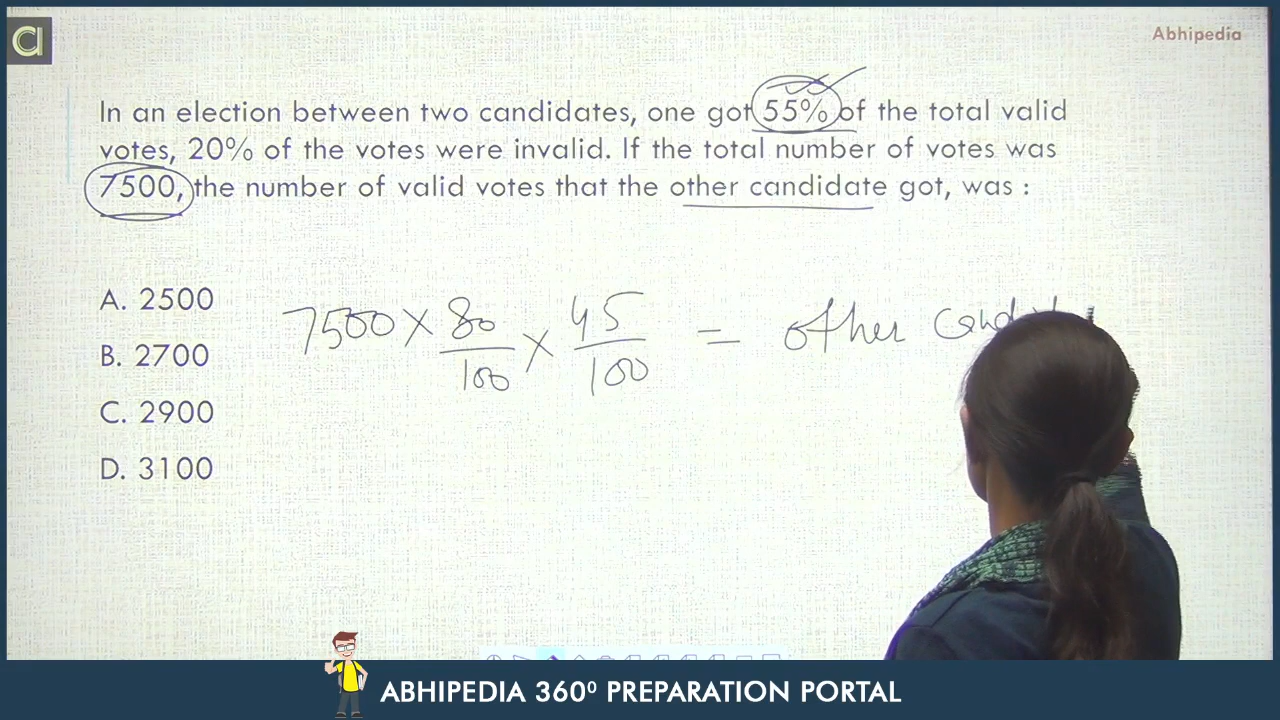 Abhipedia
In an election between two candidates, one got 55% of the total valid
votes, 20% of the votes were invalid. If the total number of votes was
7500, the number of valid votes that the other candidate got, was :
A. 2500
B. 2700
C. 2900
D. 3100
7500 × 80/100 × 45/100 = other
ABHIPEDIA 360⁰ PREPARATION PORTAL